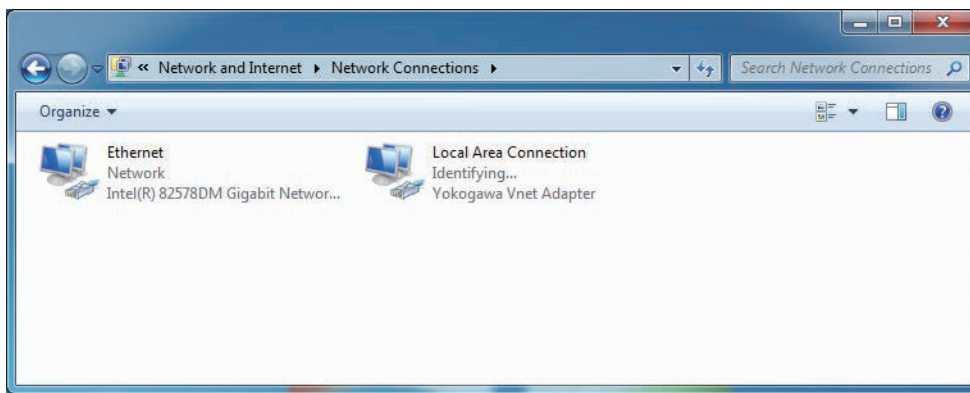 « Network and Internet ▸ Network Connections ▸
Search Network Connections
Organize
Ethernet
Network
Intel(R) 82578DM Gigabit Networ...
Local Area Connection
Identifying...
Yokogawa Vnet Adapter